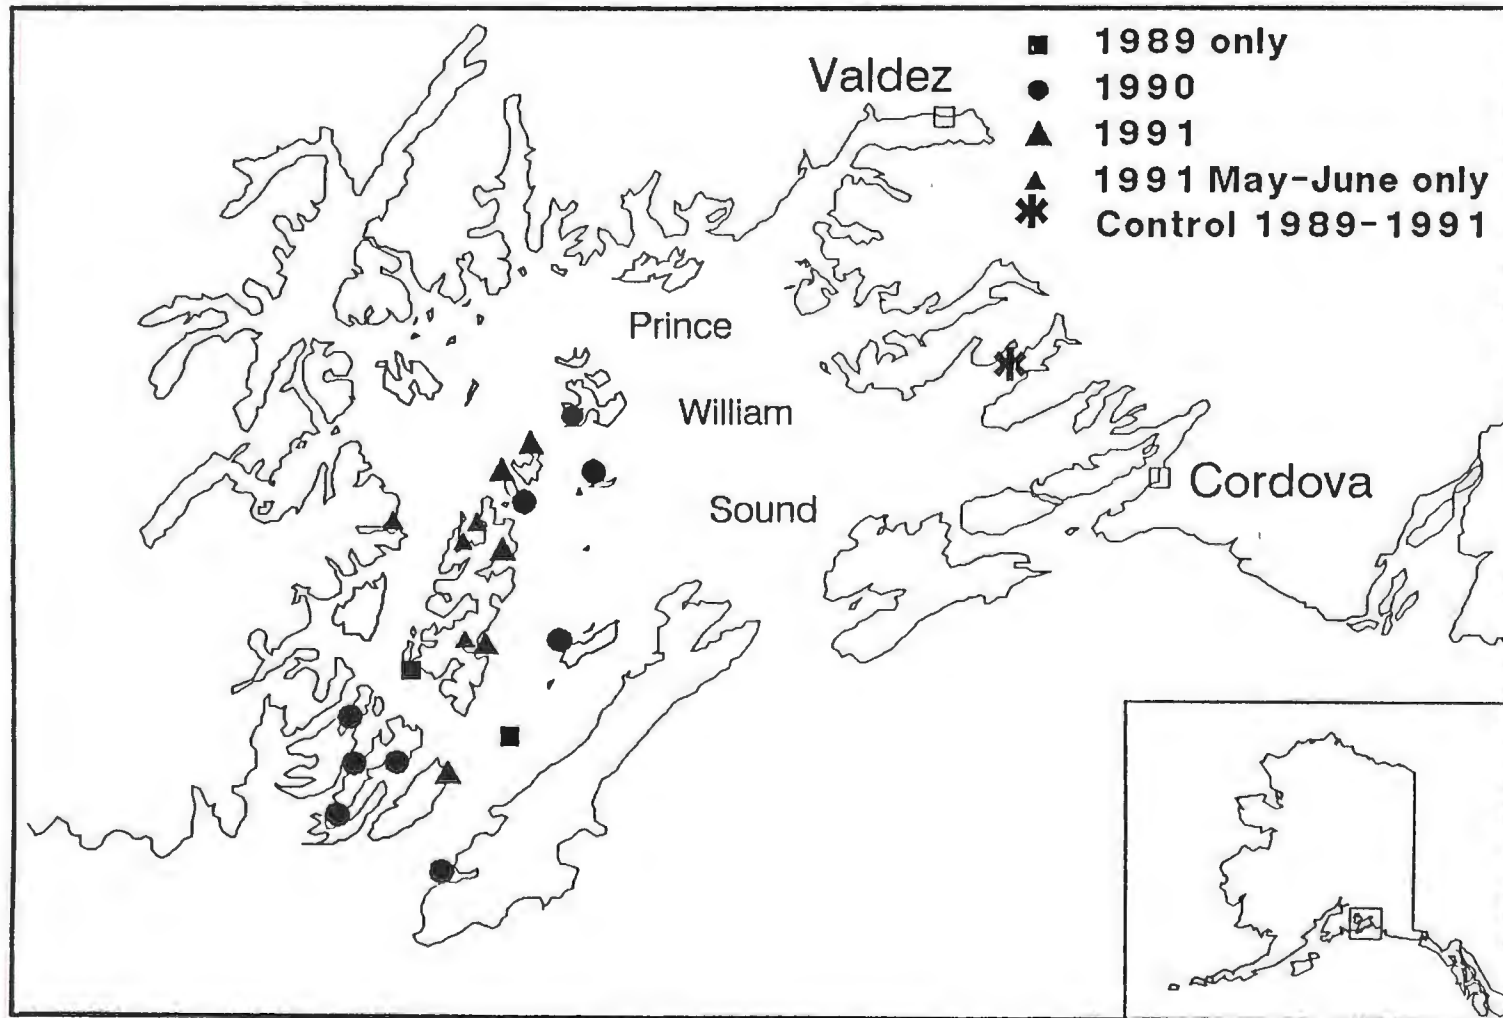 1989 only
Valdez
1990
1991
1991 May-June only
Control 1989-1991
Prince
William
Sound
Cordova